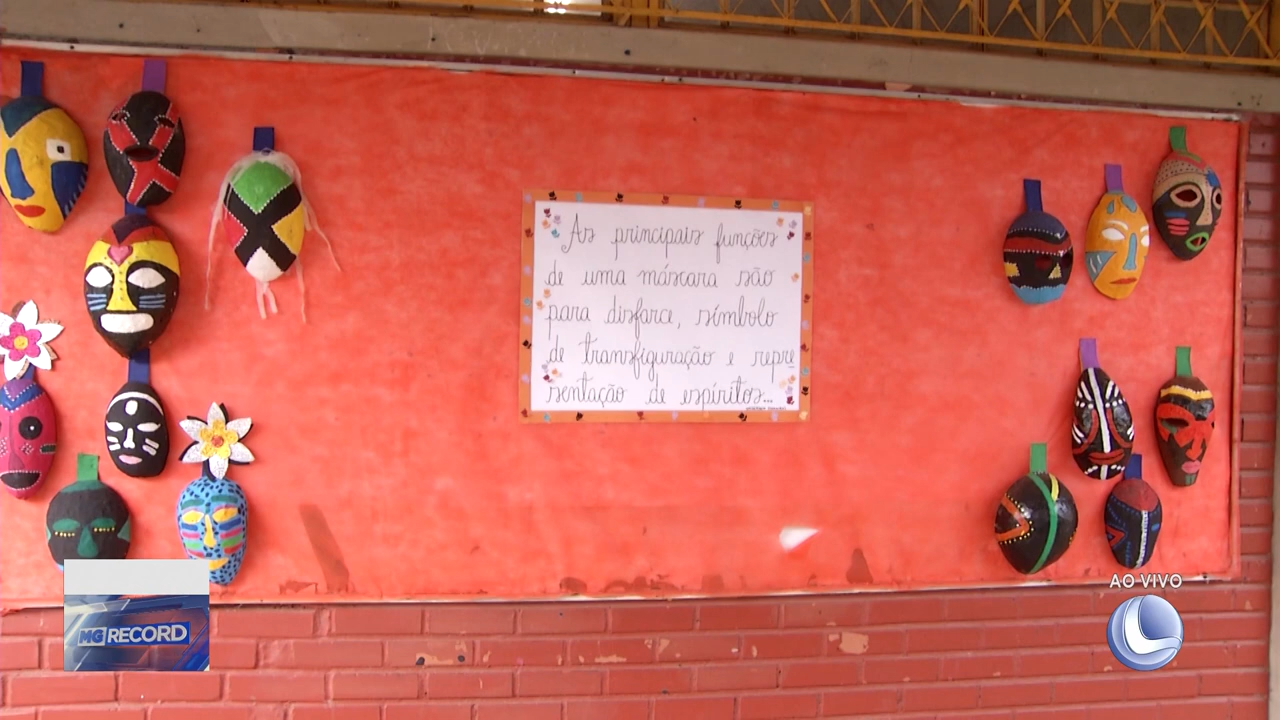 As principais funções
de uma máscara são
para disfarce, símbolo
de transfiguração e repre
sentação de espíritos...
AO VIVO
MG RECORD